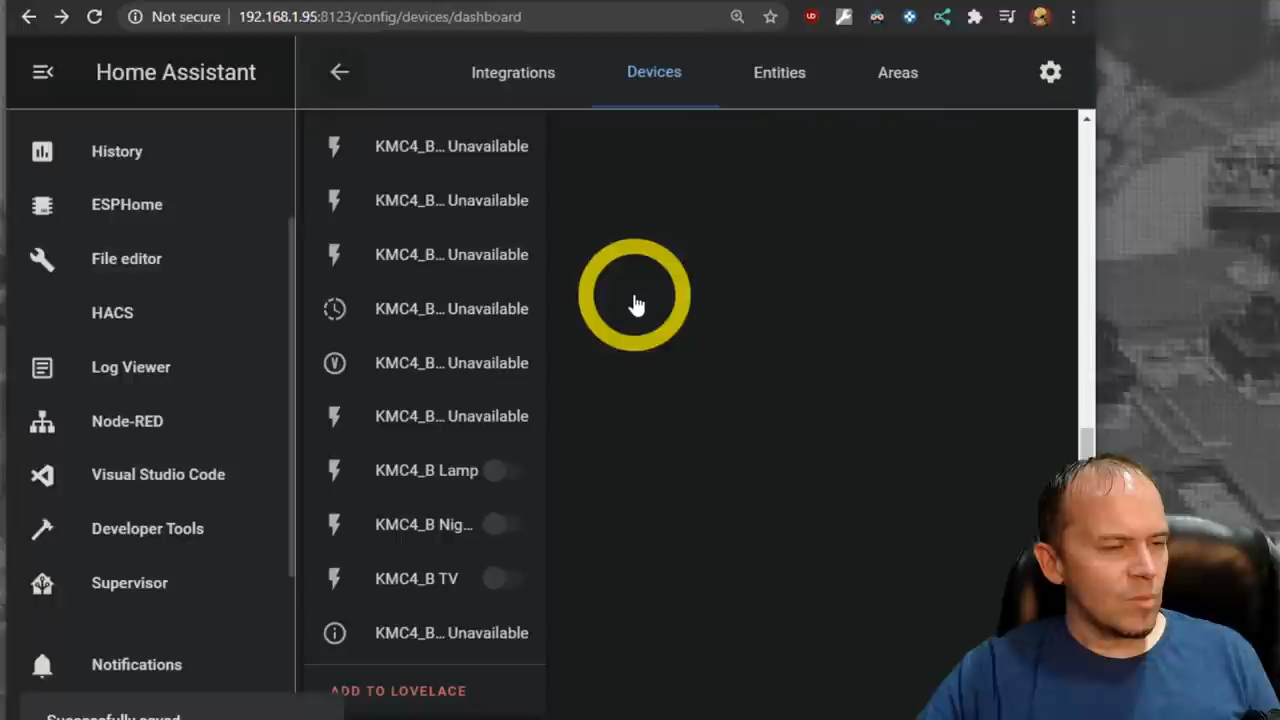 Not secure
192.168.1.95:8123/config/devices/dashboard
Home Assistant
Integrations
Devices
Entities
Areas
History
ESPHome
File editor
HACS
Log Viewer
Node-RED
Visual Studio Code
Developer Tools
Supervisor
Notifications
KMC4_B... Unavailable
KMC4_B... Unavailable
KMC4_B... Unavailable
KMC4_B... Unavailable
KMC4_B... Unavailable
KMC4_B... Unavailable
KMC4_B Lamp
KMC4_B Nig...
KMC4_B TV
KMC4_B... Unavailable
ADD TO LOVELACE
Successfully saved